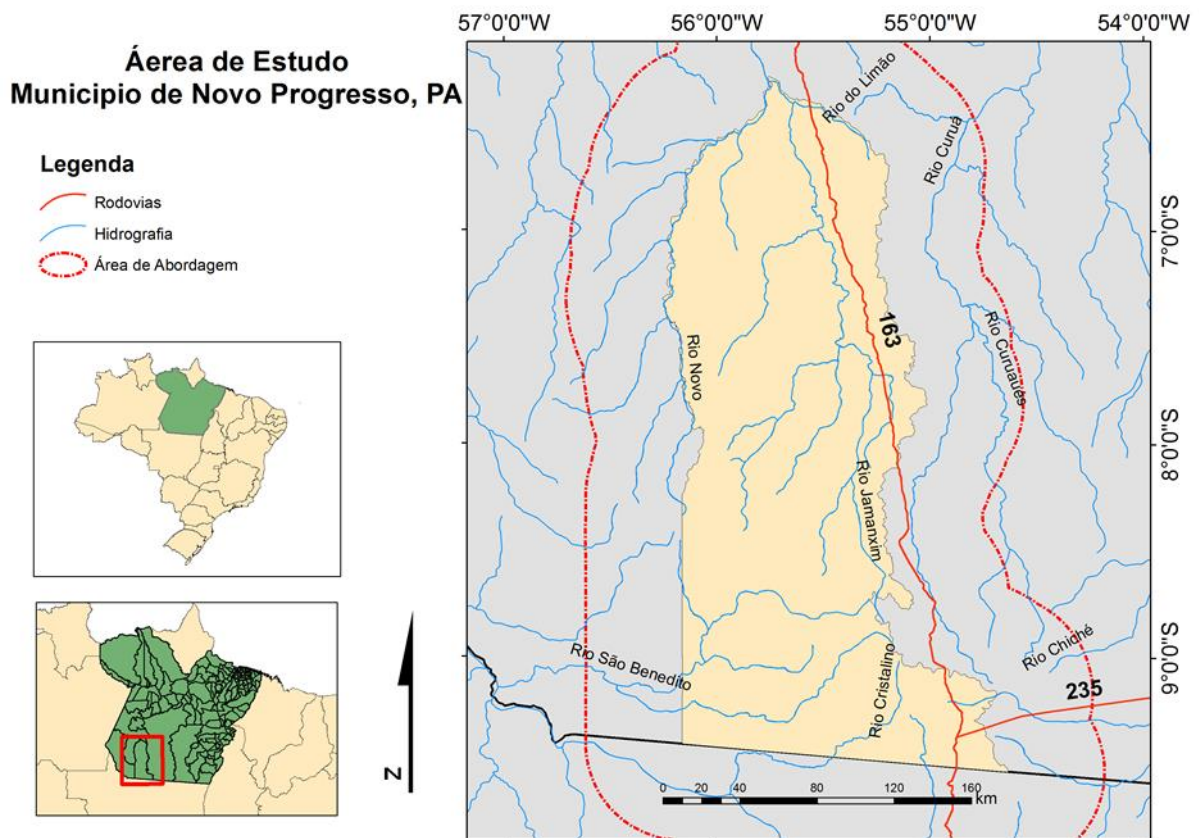 Áerea de Estudo
Municipio de Novo Progresso, PA
Legenda
Rodovias
Hidrografia
Área de Abordagem
N
57°0'0"W
56°0'0"W
55°0'0"W
54°0'0"W
7°0'0"S
8°0'0"S
9°0'0"S
Rio do Limão
Rio Curuá
163
Rio Novo
Rio Curuaués
Rio Jamanxim
Rio São Benedito
Rio Cristalino
Rio Chiché
235
0 20 40 80 120 160
km